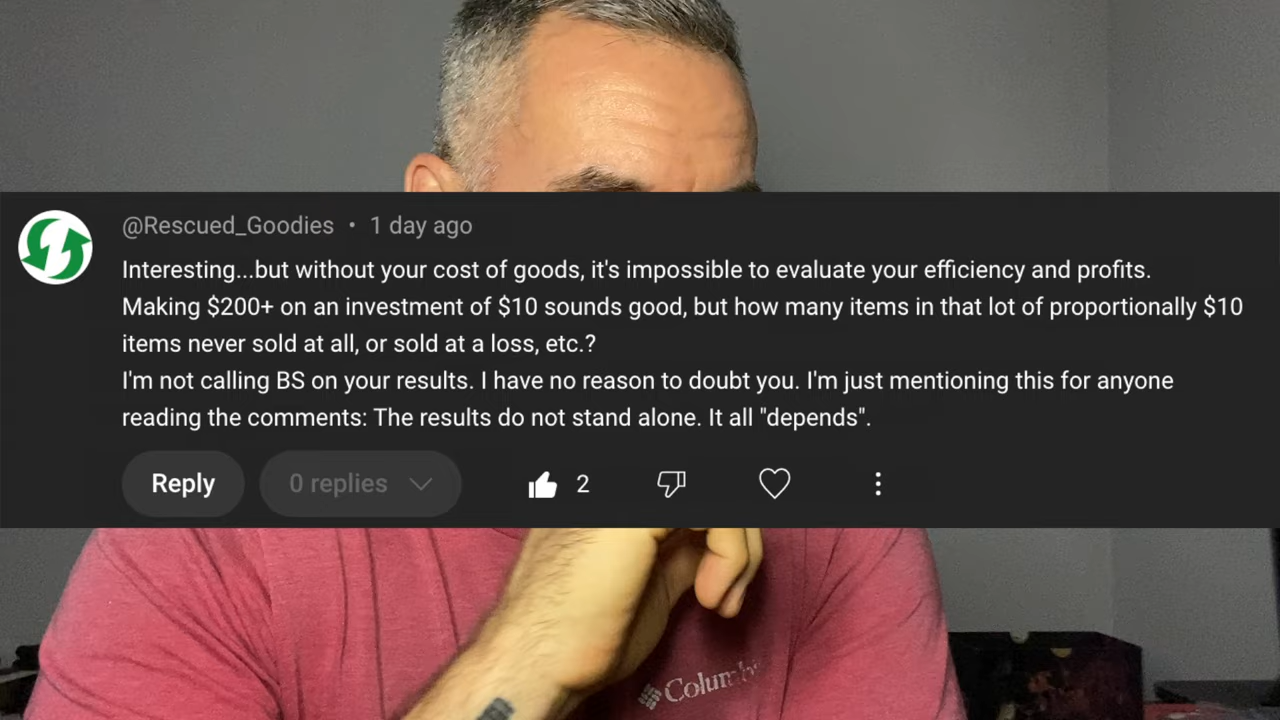 @Rescued_Goodies • 1 day ago
Interesting...but without your cost of goods, it's impossible to evaluate your efficiency and profits.
Making $200+ on an investment of $10 sounds good, but how many items in that lot of proportionally $10
items never sold at all, or sold at a loss, etc.?
I'm not calling BS on your results. I have no reason to doubt you. I'm just mentioning this for anyone
reading the comments: The results do not stand alone. It all "depends".
Reply 0 replies 2
Columbia